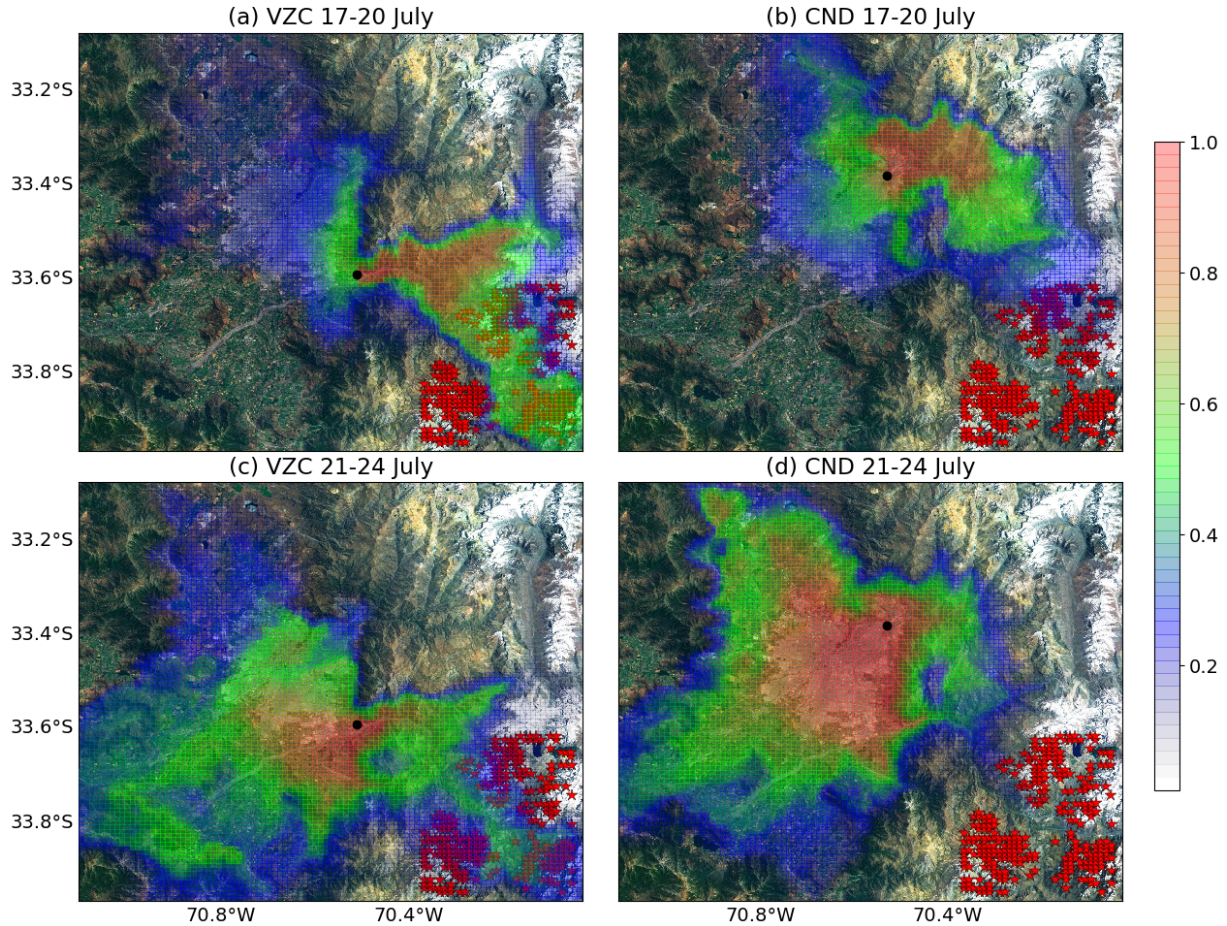 (a) VZC 17-20 July
(b) CND 17-20 July
33.2°S
33.4°S
33.6°S
33.8°S
1.0
0.8
0.6
0.4
0.2
(c) VZC 21-24 July
(d) CND 21-24 July
33.2°S
33.4°S
33.6°S
33.8°S
70.8°W
70.4°W
70.8°W
70.4°W